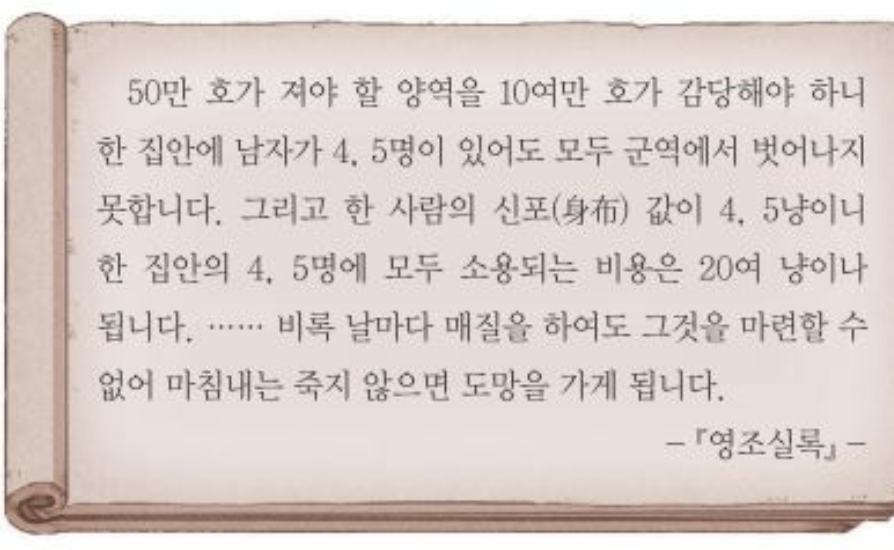 50만 호가 져야 할 양역을 10여만 호가 감당해야 하니
한 집안에 남자가 4, 5명이 있어도 모두 군역에서 벗어나지
못합니다. 그리고 한 사람의 신포(身布) 값이 4, 5냥이니
한 집안의 4, 5명에 모두 소용되는 비용은 20여 냥이나
됩니다. …… 비록 날마다 매질을 하여도 그것을 마련할 수
없어 마침내는 죽지 않으면 도망을 가게 됩니다.
- 『영조실록』 -